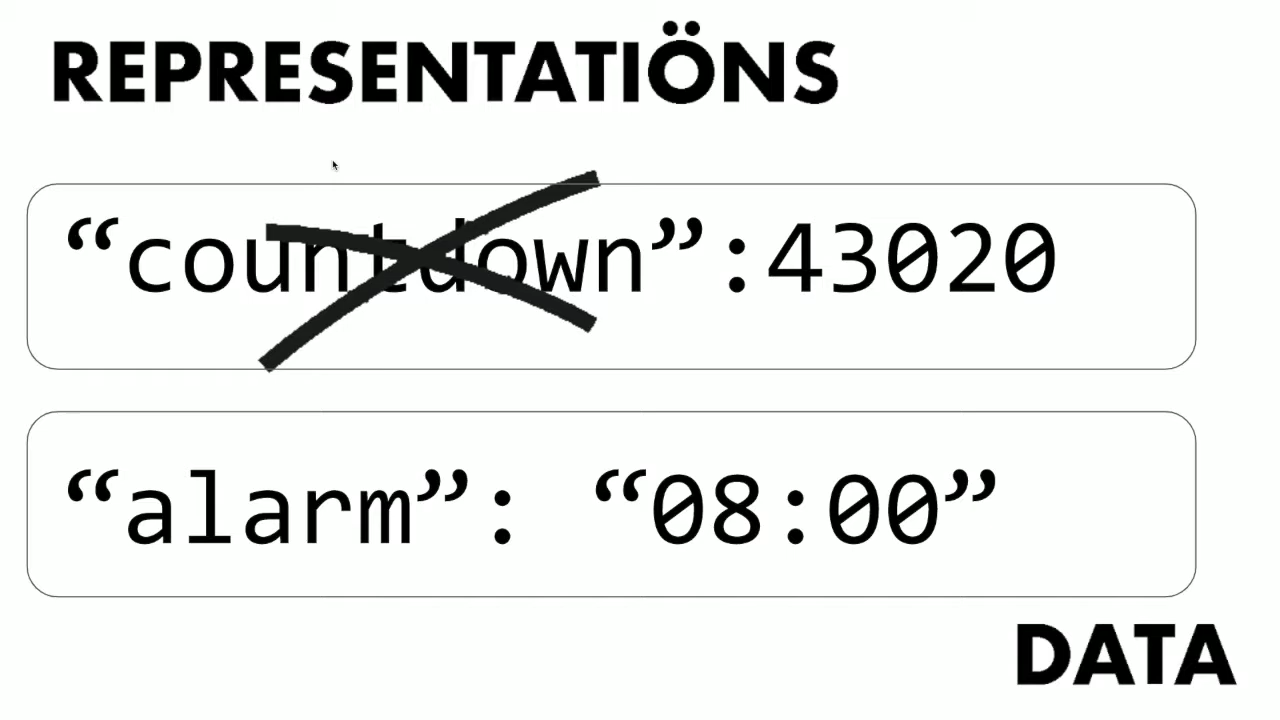 REPRESENTATIÖNS
“countdown”:43020
“alarm”: “08:00”
DATA